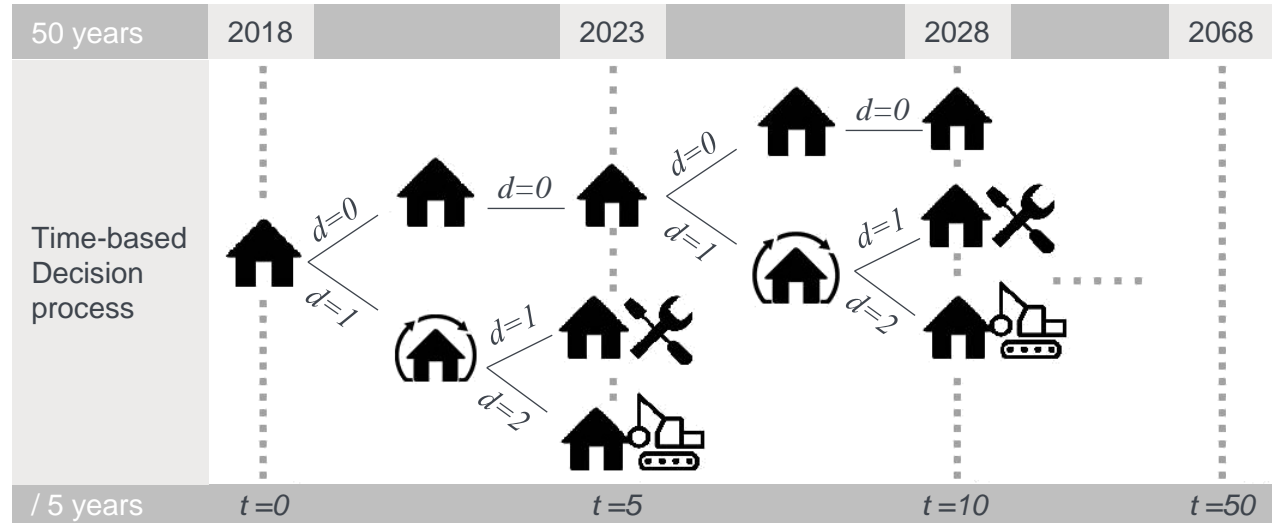 50 years 2018 2023 2028 2068
d=0
d=0
d=0
d=0
d=1
d=1
d=1
d=2
Time-based
Decision
process
d=1
d=2
/ 5 years t =0 t =5 t =10 t =50